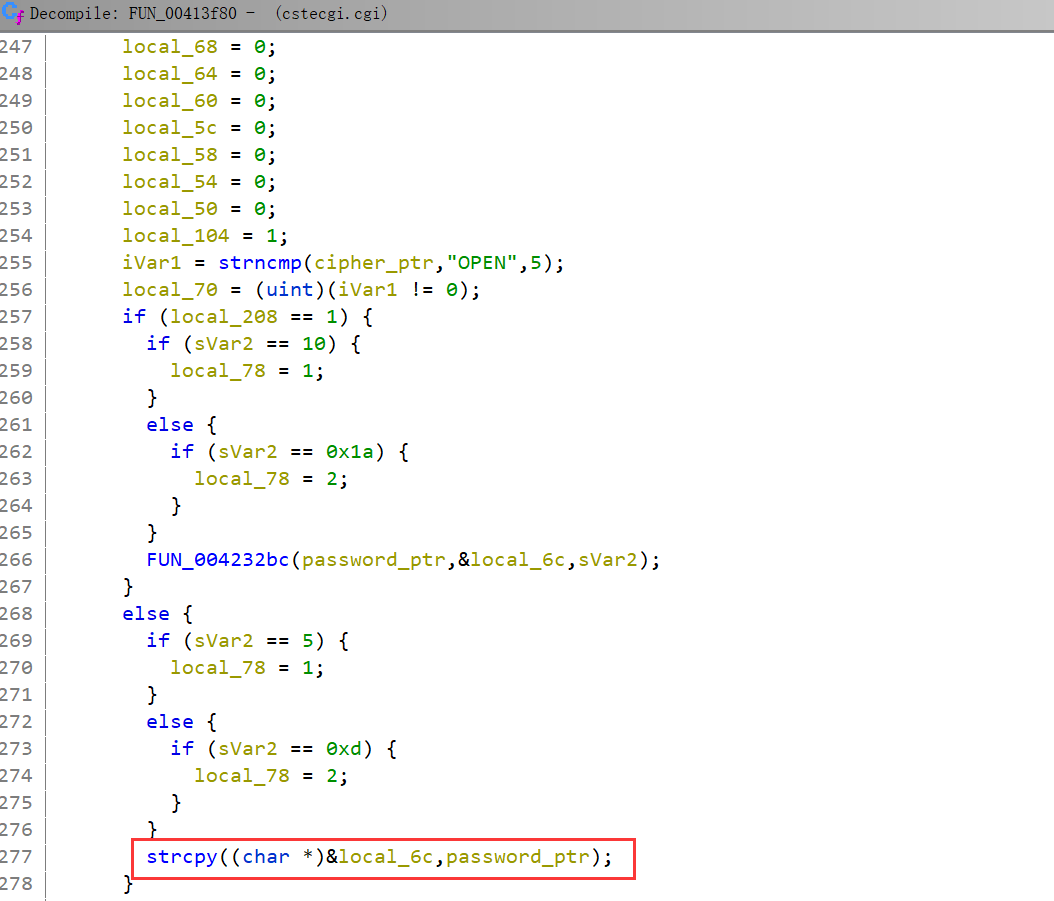 Decompile: FUN_00413f80 - (cstecgi.cgi)
247 local_68 = 0;
248 local_64 = 0;
249 local_60 = 0;
250 local_5c = 0;
251 local_58 = 0;
252 local_54 = 0;
253 local_50 = 0;
254 local_104 = 1;
255 iVar1 = strncmp(cipher_ptr,"OPEN",5);
256 local_70 = (uint)(iVar1 != 0);
257 if (local_208 == 1) {
258 if (sVar2 == 10) {
259 local_78 = 1;
260 }
261 else {
262 if (sVar2 == 0x1a) {
263 local_78 = 2;
264 }
265 }
266 FUN_004232bc(password_ptr,&local_6c,sVar2);
267 }
268 else {
269 if (sVar2 == 5) {
270 local_78 = 1;
271 }
272 else {
273 if (sVar2 == 0xd) {
274 local_78 = 2;
275 }
276 }
277 strcpy((char *)&local_6c,password_ptr);
278 }